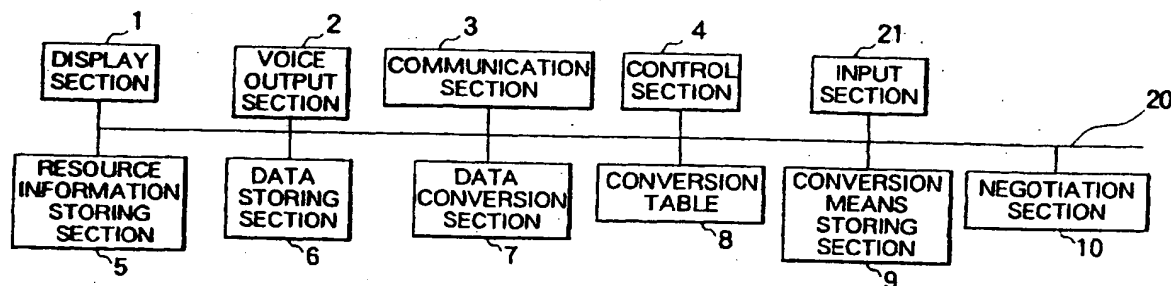 1
DISPLAY
SECTION
2
VOICE
OUTPUT
SECTION
3
COMMUNICATION
SECTION
4
CONTROL
SECTION
21
INPUT
SECTION
20
RESOURCE
INFORMATION
STORING
SECTION
5
DATA
STORING
SECTION
6
DATA
CONVERSION
SECTION
7
CONVERSION
TABLE
8
CONVERSION
MEANS
STORING
SECTION
9
NEGOTIATION
SECTION
10